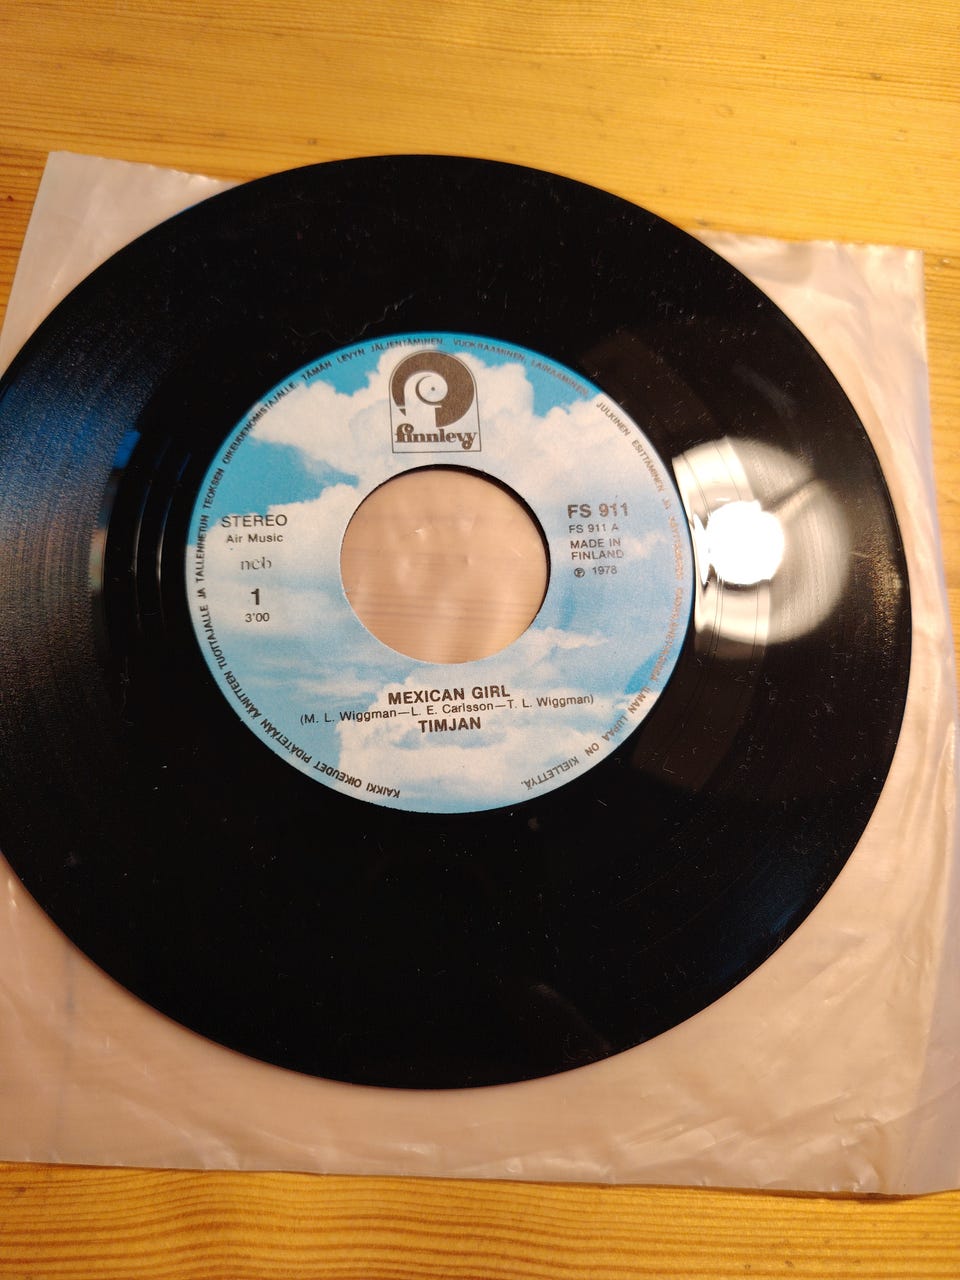 KAIKKI OIKEUDET PIDÄTETÄÄN ÄÄNITTEEN TUOTTAJALLE JA TALLENNETUN TEOKSEN OIKEUDENOMISTAJALLE. TÄMÄN LEVYN JÄLJENTÄMINEN, VUOKRAAMINEN, LAINAAMINEN, JULKINEN ESITTÄMINEN JA ILMAN LUPAA ON KIELLETTYÄ.
finnlevy
STEREO
Air Music
ncb
1
3'00
FS 911
FS 911 A
MADE IN
FINLAND
℗ 1978
MEXICAN GIRL
(M. L. Wiggman—L. E. Carlsson—T. L. Wiggman)
TIMJAN